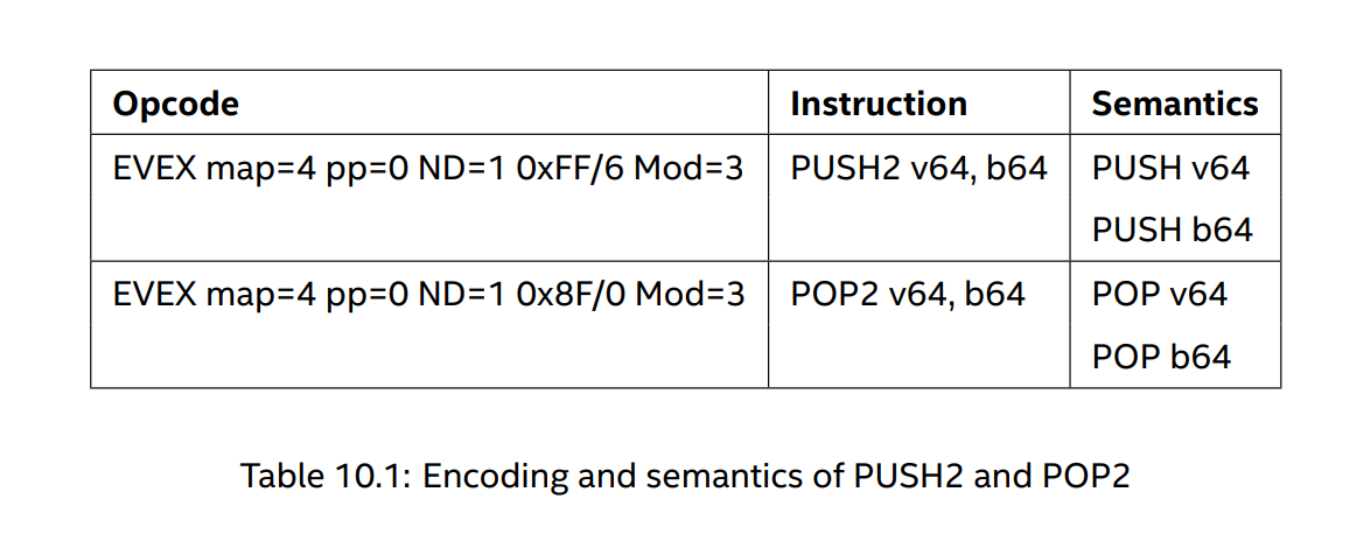 Opcode Instruction Semantics
EVEX map=4 pp=0 ND=1 0xFF/6 Mod=3 PUSH2 v64, b64 PUSH v64
PUSH b64
EVEX map=4 pp=0 ND=1 0x8F/0 Mod=3 POP2 v64, b64 POP v64
POP b64
Table 10.1: Encoding and semantics of PUSH2 and POP2